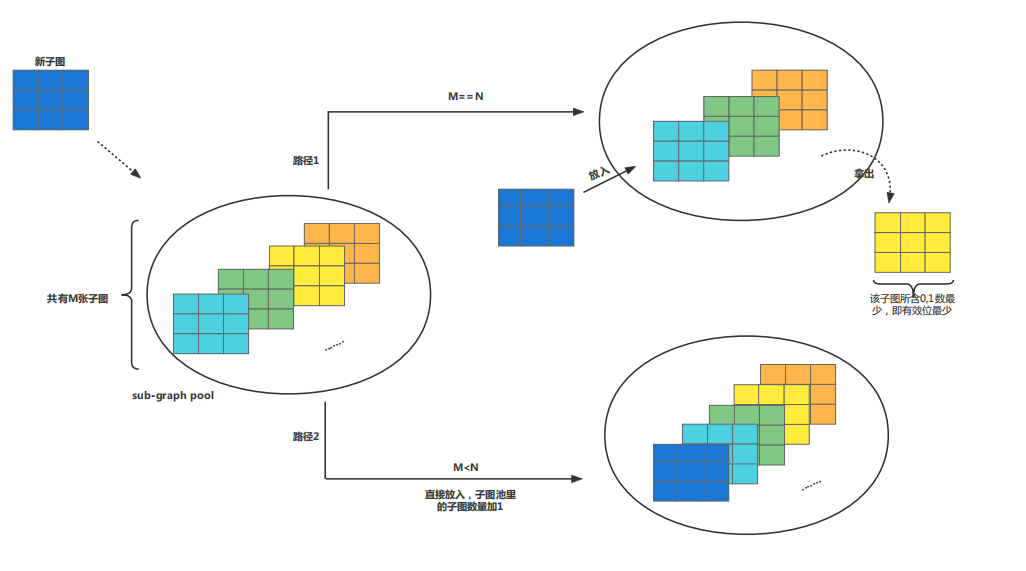 新子图
M==N
路径1
放入
拿出
共有M张子图
该子图所含0,1数最
少，即有效位最少
sub-graph pool
路径2
M<N
直接放入，子图池里
的子图数量加1